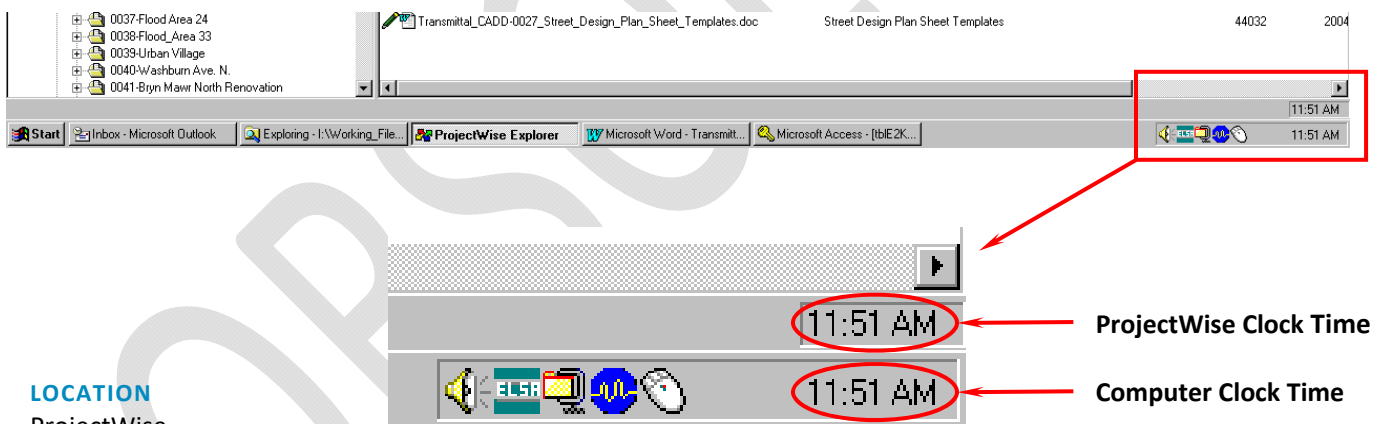 0037-Flood Area 24
Transmittal_CADD-0027_Street_Design_Plan_Sheet_Templates.doc Street Design Plan Sheet Templates 44032 2004
0038-Flood_Area 33
0039-Urban Village
0040-Washburn Ave. N.
0041-Bryn Mawr North Renovation
11:51 AM
Start Inbox - Microsoft Outlook Exploring - I:\Working_File... ProjectWise Explorer Microsoft Word - Transmitt... Microsoft Access - [tblE2K... 11:51 AM
11:51 AM ProjectWise Clock Time
ELSA 11:51 AM Computer Clock Time
LOCATION
ProjectWise